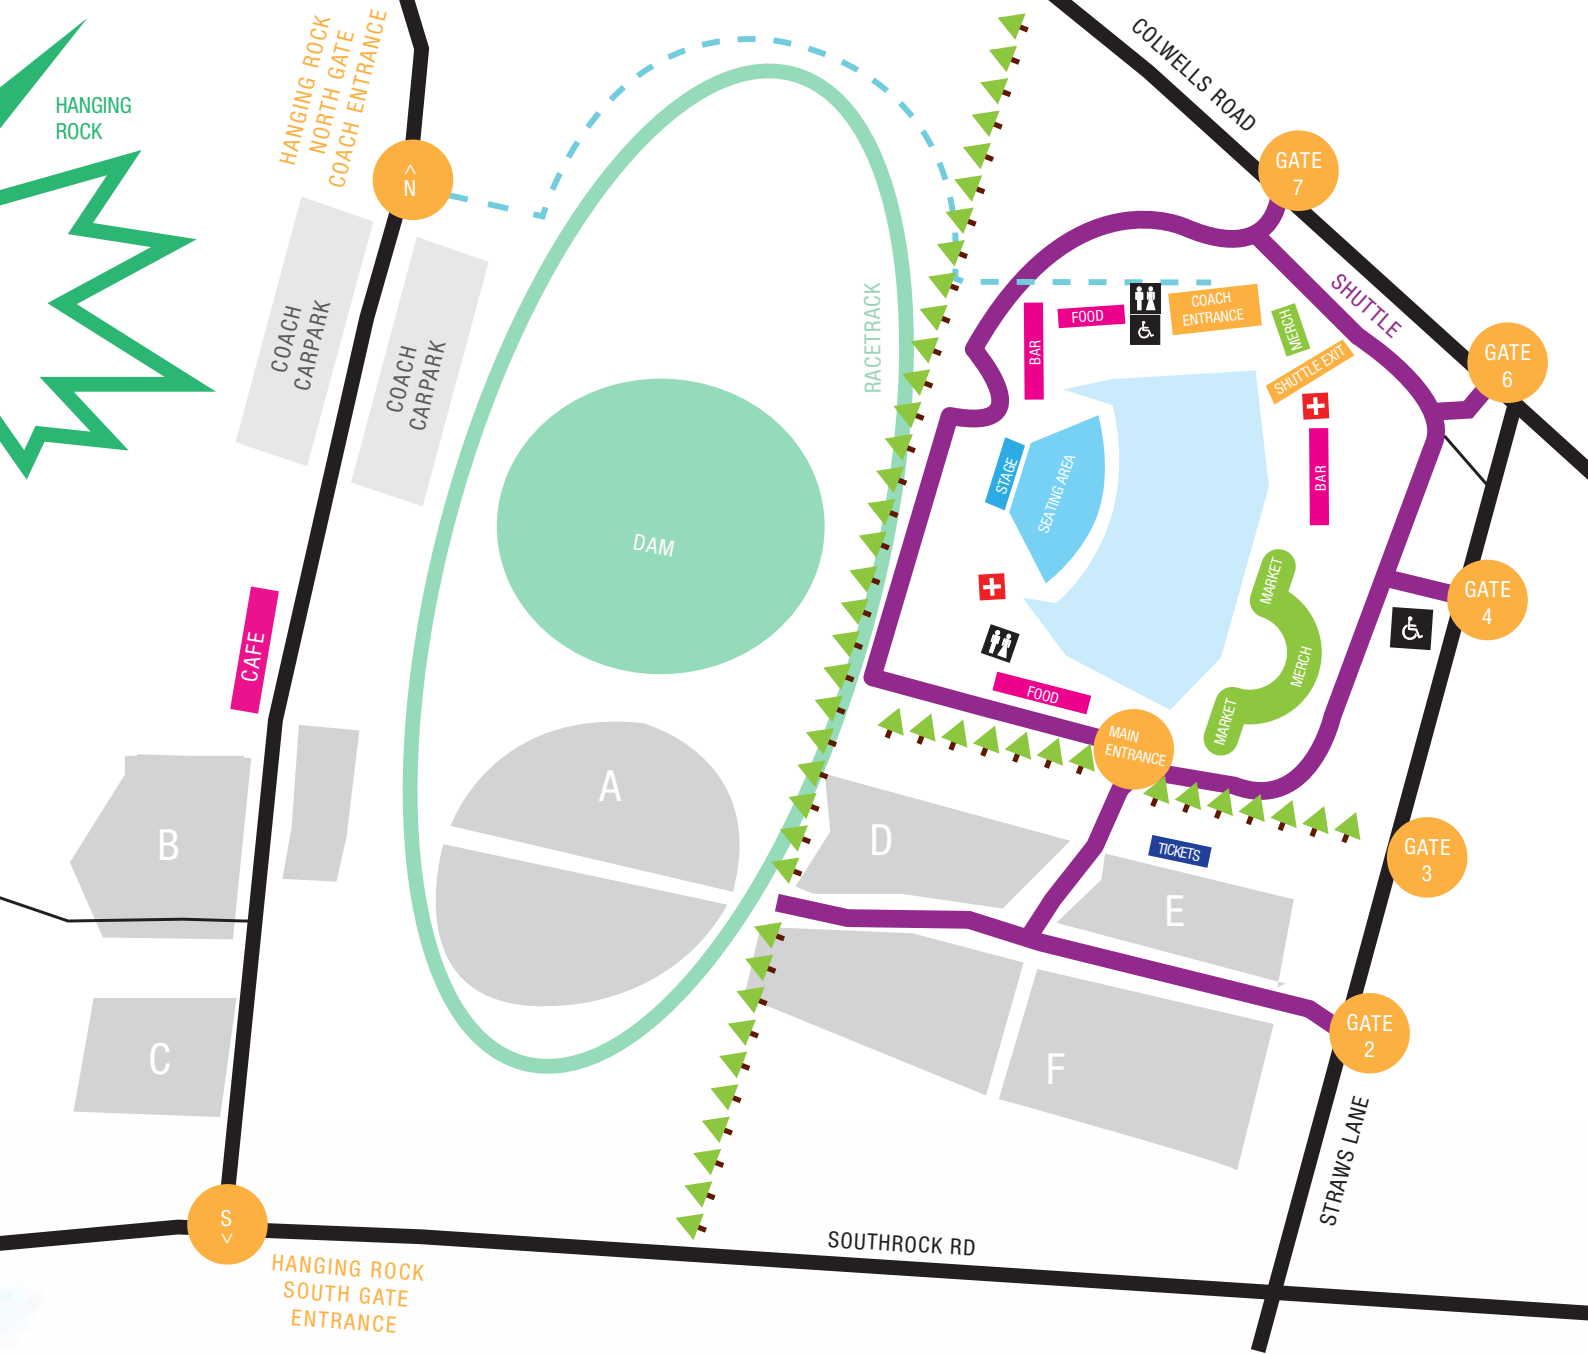 HANGING
ROCK
HANGING ROCK
NORTH GATE
COACH ENTRANCE
^
N
COLWELLS ROAD
GATE
7
SHUTTLE
GATE
6
COACH
CARPARK
COACH
CARPARK
RACETRACK
BAR
FOOD
COACH
ENTRANCE
MERCH
SHUTTLE EXIT
BAR
STAGE
SEATING AREA
DAM
MARKET
MERCH
MARKET
GATE
4
CAFE
FOOD
MAIN
ENTRANCE
A
B
C
D
TICKETS
E
F
GATE
3
GATE
2
STRAWS LANE
SOUTHROCK RD
S
v
HANGING ROCK
SOUTH GATE
ENTRANCE